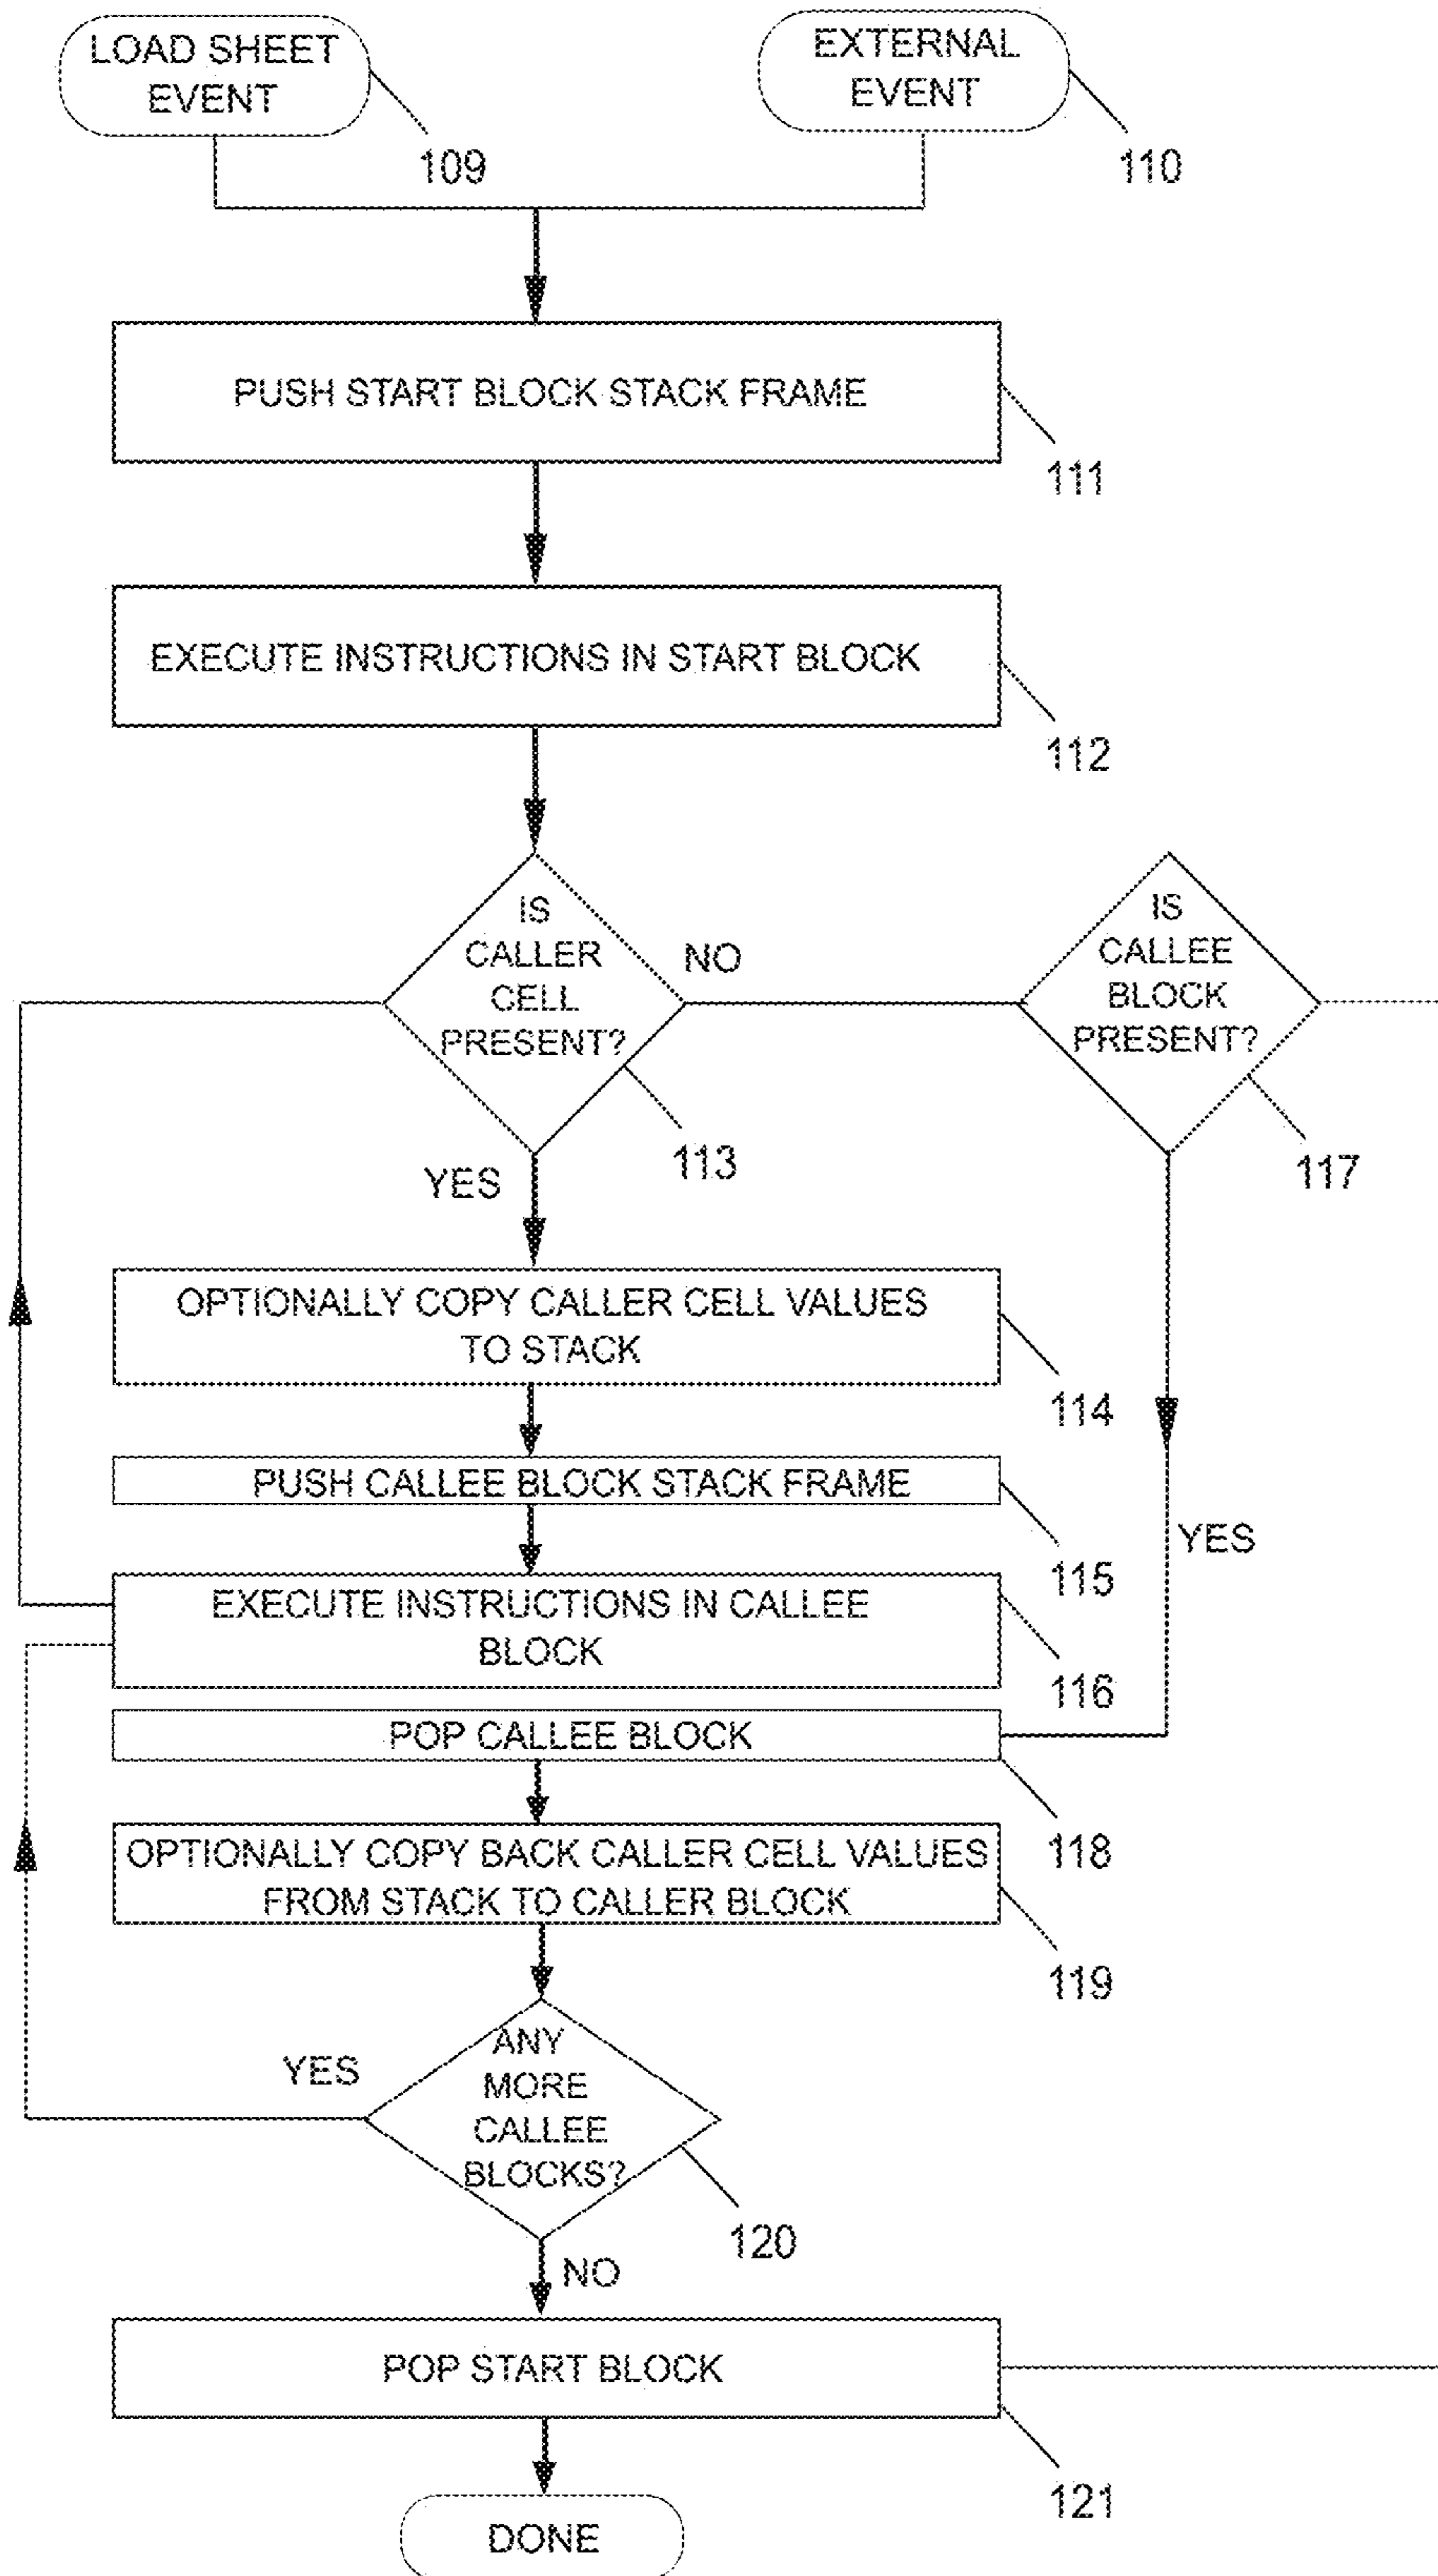 LOAD SHEET
EVENT
109
EXTERNAL
EVENT
110
PUSH START BLOCK STACK FRAME
111
EXECUTE INSTRUCTIONS IN START BLOCK
112
IS
CALLER
CELL
PRESENT?
113
NO
IS
CALLEE
BLOCK
PRESENT?
117
YES
OPTIONALLY COPY CALLER CELL VALUES
TO STACK
114
PUSH CALLEE BLOCK STACK FRAME
115
YES
EXECUTE INSTRUCTIONS IN CALLEE
BLOCK
116
POP CALLEE BLOCK
118
OPTIONALLY COPY BACK CALLER CELL VALUES
FROM STACK TO CALLER BLOCK
119
ANY
MORE
CALLEE
BLOCKS?
YES
120
NO
POP START BLOCK
121
DONE